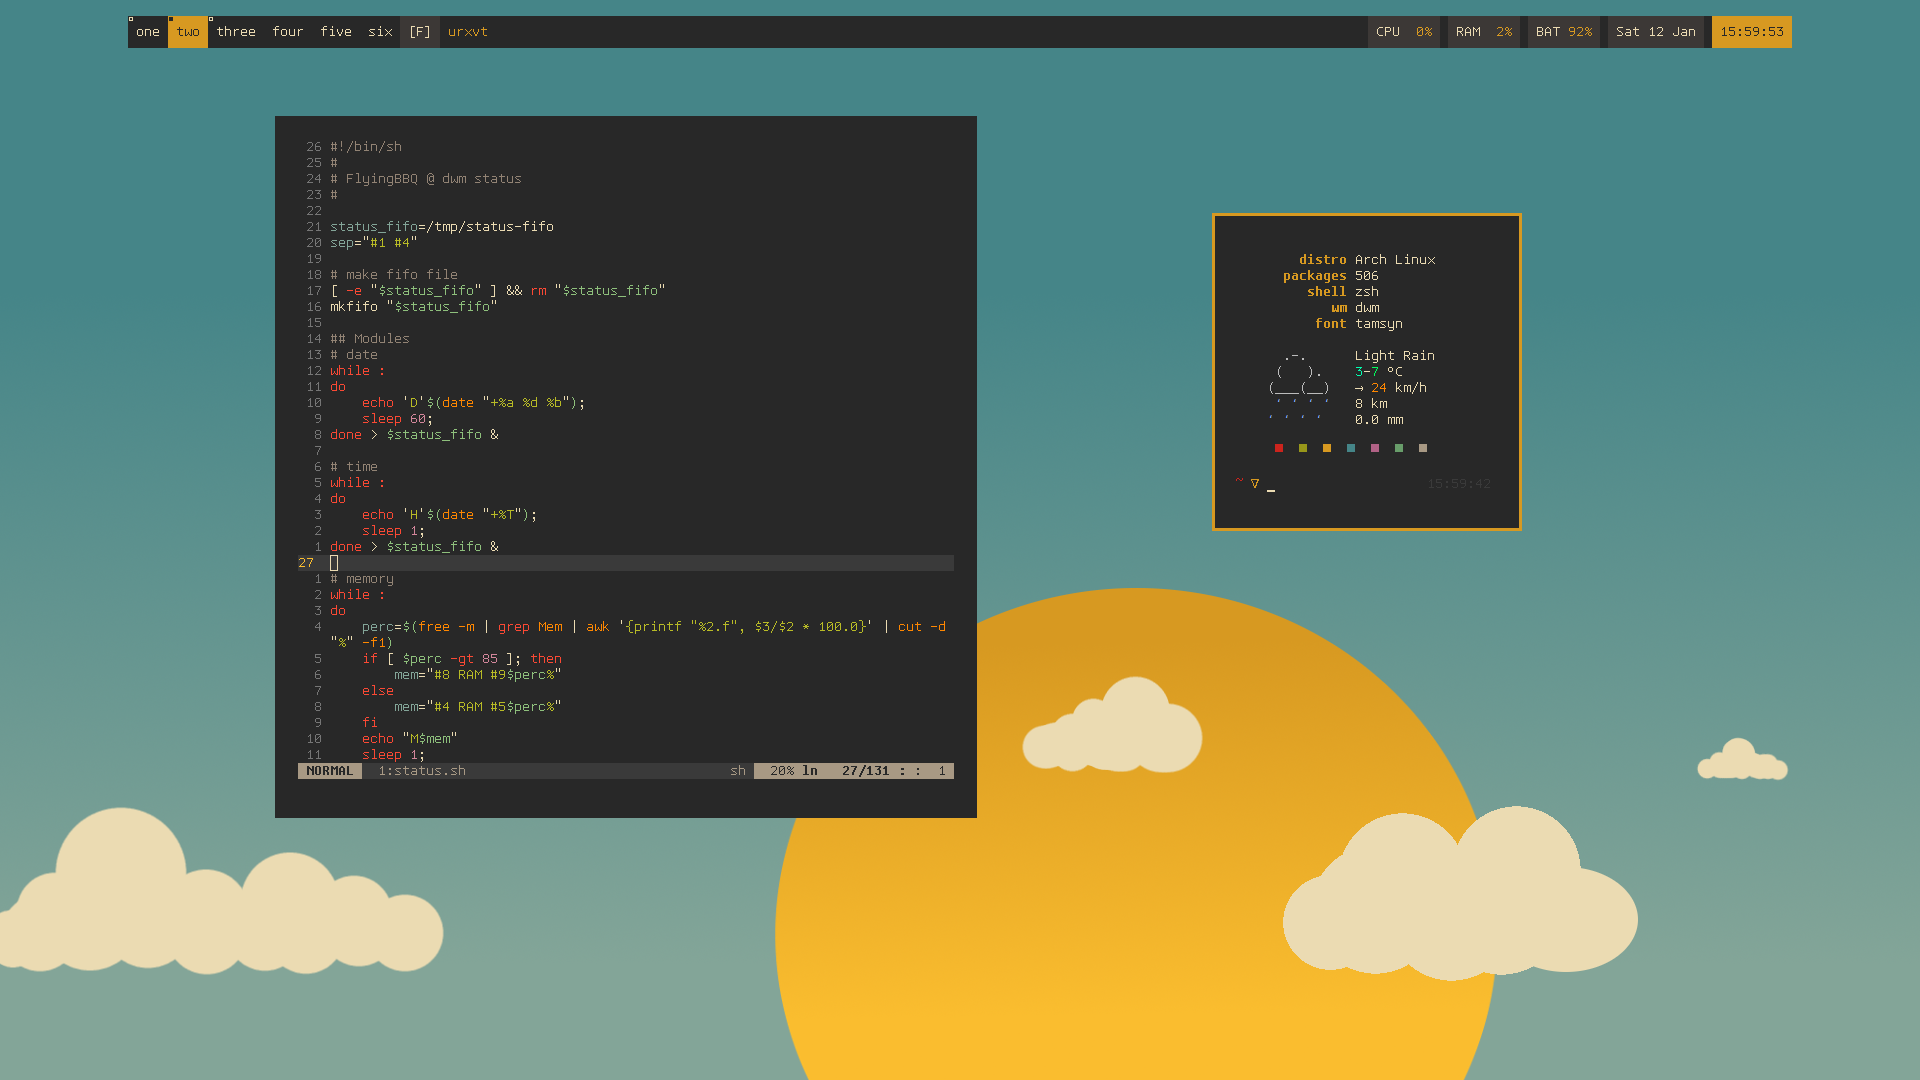 one two three four five six [F] urxvt CPU 0% RAM 2% BAT 92% Sat 12 Jan 15:59:53
26 #!/bin/sh
25 #
24 # FlyingBBQ @ dwm status
23 #
22
21 status_fifo=/tmp/status-fifo
20 sep="#1 #4"
19
18 # make fifo file
17 [ -e "$status_fifo" ] && rm "$status_fifo"
16 mkfifo "$status_fifo"
15
14 ## Modules
13 # date
12 while :
11 do
10     echo 'D'$(date "+%a %d %b");
9     sleep 60;
8 done > $status_fifo &
7
6 # time
5 while :
4 do
3     echo 'H'$(date "+%T");
2     sleep 1;
1 done > $status_fifo &
27
1 # memory
2 while :
3 do
4     perc=$(free -m | grep Mem | awk '{printf "%2.f", $3/$2 * 100.0}' | cut -d
"%" -f1)
5     if [ $perc -gt 85 ]; then
6         mem="#8 RAM #9$perc%"
7     else
8         mem="#4 RAM #5$perc%"
9     fi
10     echo "M$mem"
11     sleep 1;
NORMAL 1:status.sh sh 20% ln 27/131 : : 1
distro Arch Linux
packages 506
shell zsh
wm dwm
font tamsyn
.-. Light Rain
(   ). 3-7 °C
(___(__) → 24 km/h
‘ ‘ ‘ ‘ 8 km
‘ ‘ ‘ ‘ 0.0 mm
~ ∇ _ 15:59:42